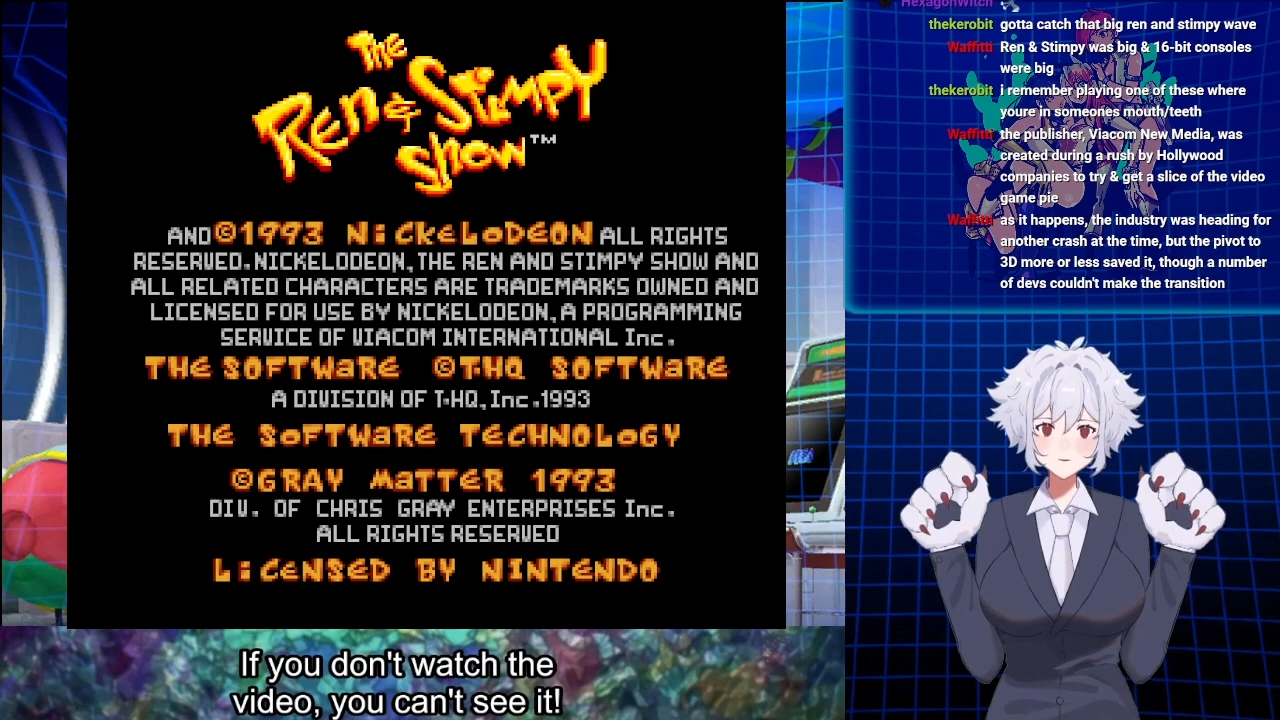 The
Ren & Stimpy
Show™
AND©1993 NiCKeLoDEON ALL RIGHTS
RESERVED.NICKELODEON,THE REN AND STIMPY SHOW AND
ALL RELATED CHARACTERS ARE TRADEMARKS OWNED AND
LICENSED FOR USE BY NICKELODEON,A PROGRAMMING
SERVICE OF VIACOM INTERNATIONAL Inc.
THE SOFTWARE ©T·HQ SOFTWARE
A DIVISION OF T·HQ,Inc.1993
THE SOFTWARE TECHNOLOGY
©GRAY MATTER 1993
DIV. OF CHRIS GRAY ENTERPRISES Inc.
ALL RIGHTS RESERVED
LiCENSED BY NINTENDO
If you don't watch the
video, you can't see it!
HexagonWitch
thekerobit gotta catch that big ren and stimpy wave
Waffitti Ren & Stimpy was big & 16-bit consoles
were big
thekerobit i remember playing one of these where
youre in someones mouth/teeth
Waffitti the publisher, Viacom New Media, was
created during a rush by Hollywood
companies to try & get a slice of the video
game pie
Waffitti as it happens, the industry was heading for
another crash at the time, but the pivot to
3D more or less saved it, though a number
of devs couldn't make the transition